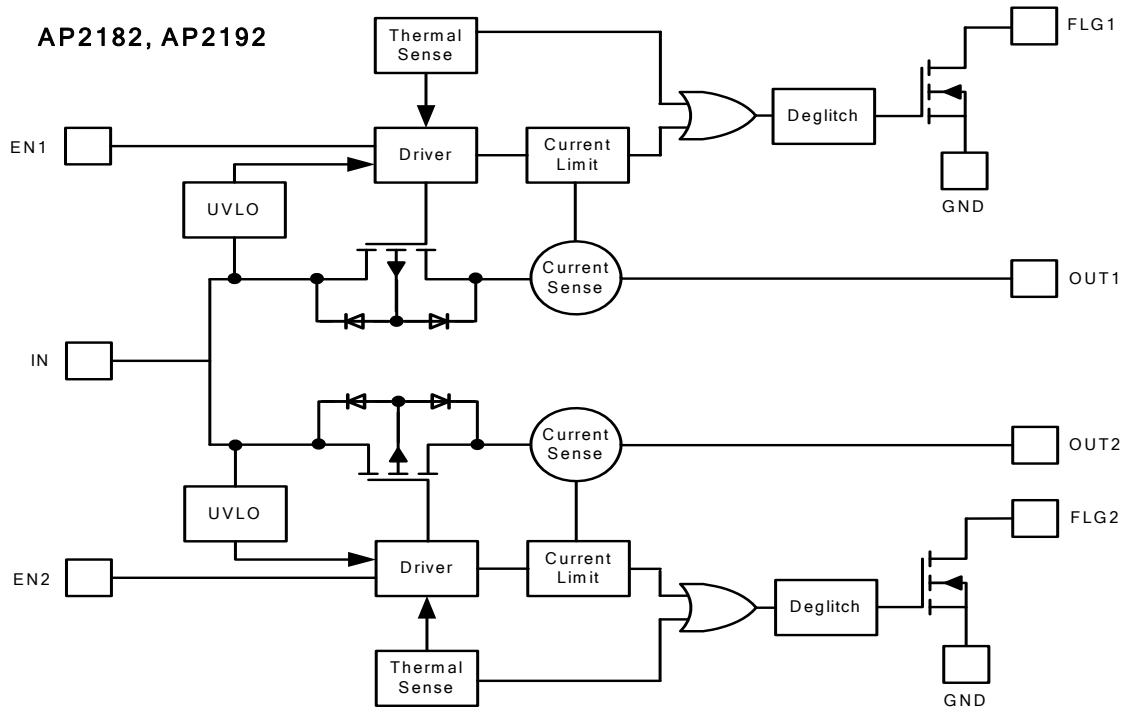 AP2182, AP2192
Thermal
Sense
FLG1
EN1
Driver
Current
Limit
Deglitch
UVLO
GND
Current
Sense
OUT1
IN
Current
Sense
OUT2
UVLO
FLG2
EN2
Driver
Current
Limit
Deglitch
Thermal
Sense
GND